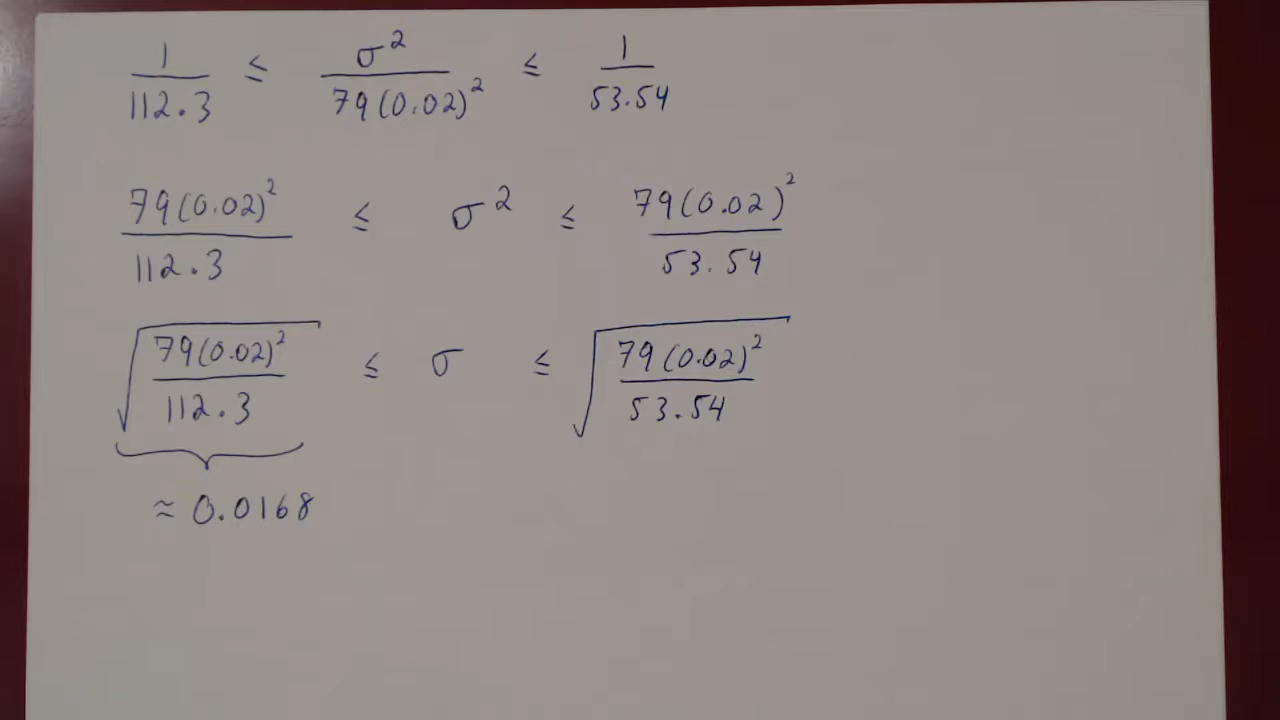 1/112.3 ≤ σ²/79(0.02)² ≤ 1/53.54
79(0.02)²/112.3 ≤ σ² ≤ 79(0.02)²/53.54
√(79(0.02)²/112.3) ≤ σ ≤ √(79(0.02)²/53.54)
≈ 0.0168